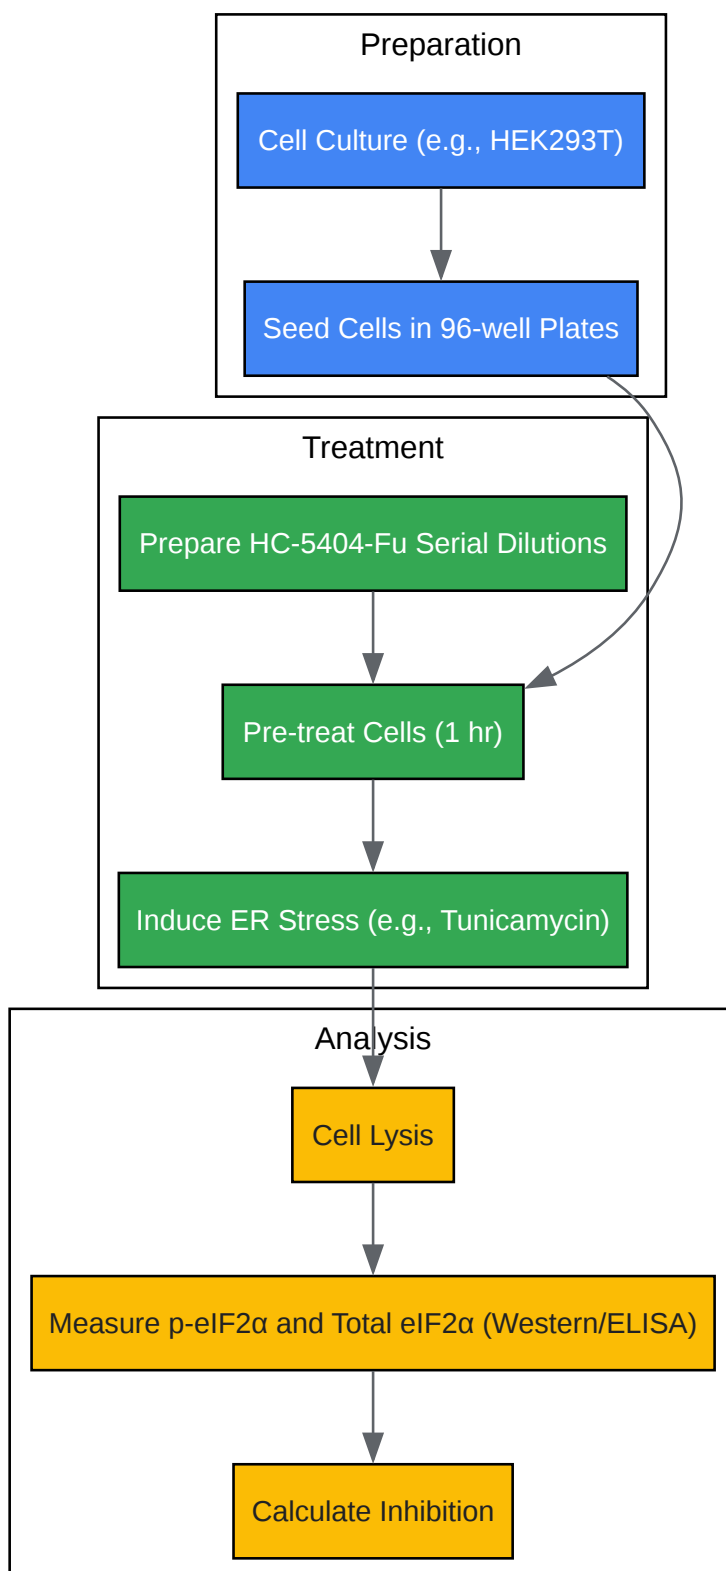 Preparation
Cell Culture (e.g., HEK293T)
Seed Cells in 96-well Plates
Treatment
Prepare HC-5404-Fu Serial Dilutions
Pre-treat Cells (1 hr)
Induce ER Stress (e.g., Tunicamycin)
Analysis
Cell Lysis
Measure p-eIF2α and Total eIF2α (Western/ELISA)
Calculate Inhibition